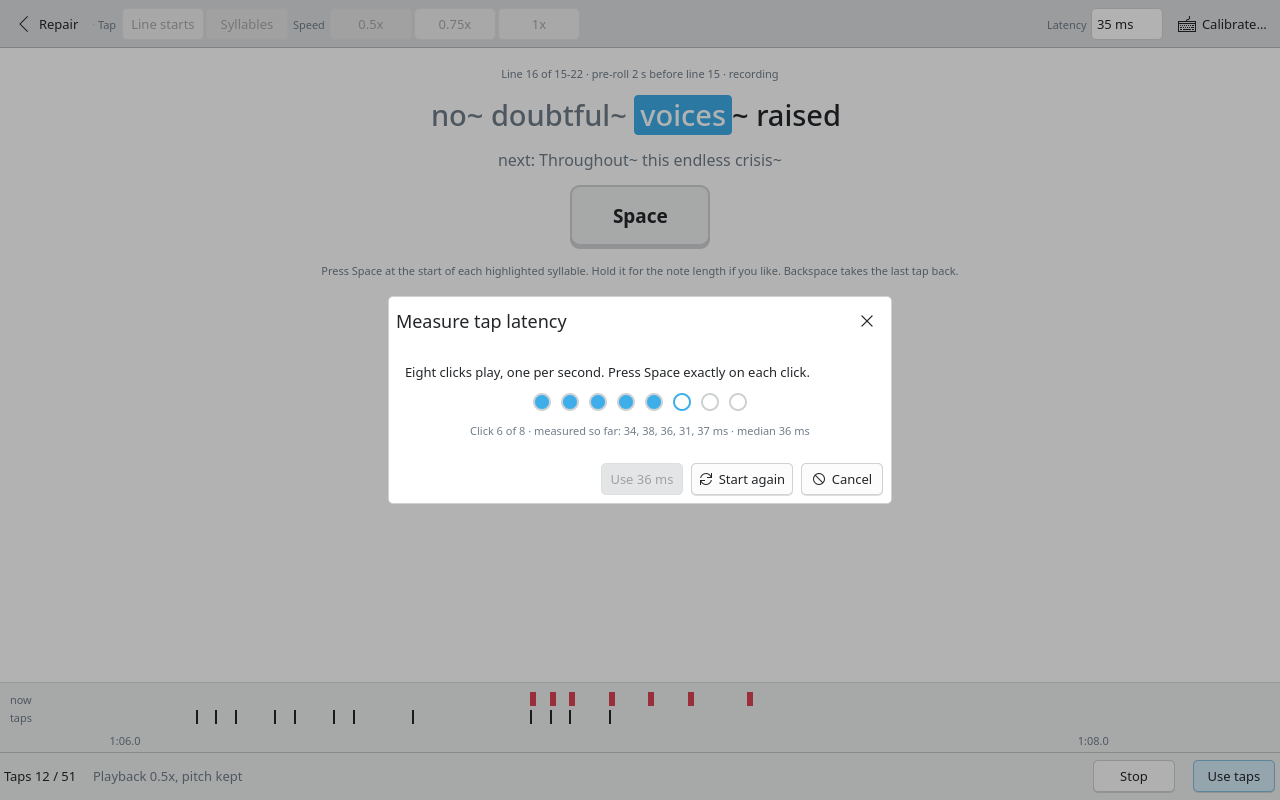 Repair · Tap Line starts Syllables Speed 0.5x 0.75x 1x Latency 35 ms Calibrate...
Line 16 of 15-22 · pre-roll 2 s before line 15 · recording
no~ doubtful~ voices~ raised
next: Throughout~ this endless crisis~
Space
Press Space at the start of each highlighted syllable. Hold it for the note length if you like. Backspace takes the last tap back.
Measure tap latency
Eight clicks play, one per second. Press Space exactly on each click.
Click 6 of 8 · measured so far: 34, 38, 36, 31, 37 ms · median 36 ms
Use 36 ms Start again Cancel
now
taps
1:06.0 1:08.0
Taps 12 / 51 Playback 0.5x, pitch kept Stop Use taps